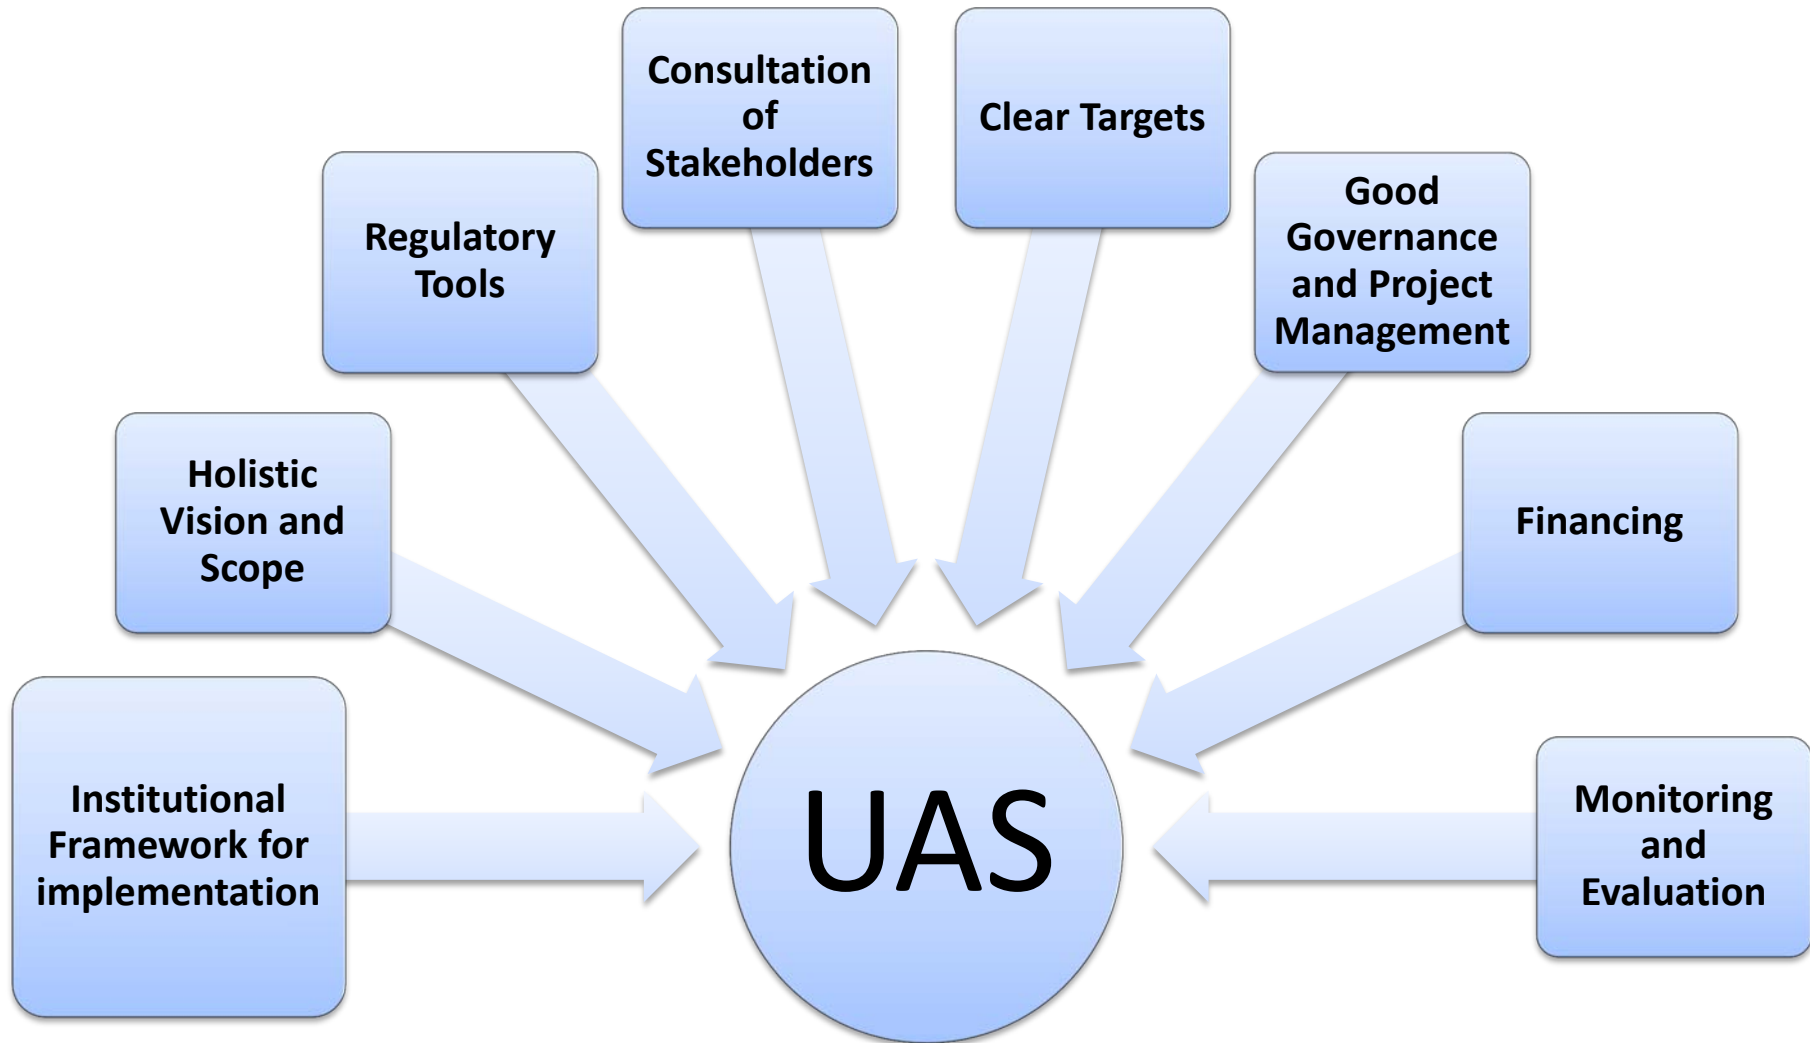 Consultation
of
Stakeholders
Clear Targets
Good
Governance
and Project
Management
Regulatory
Tools
Holistic
Vision and
Scope
Financing
Institutional
Framework for
implementation
UAS
Monitoring
and
Evaluation